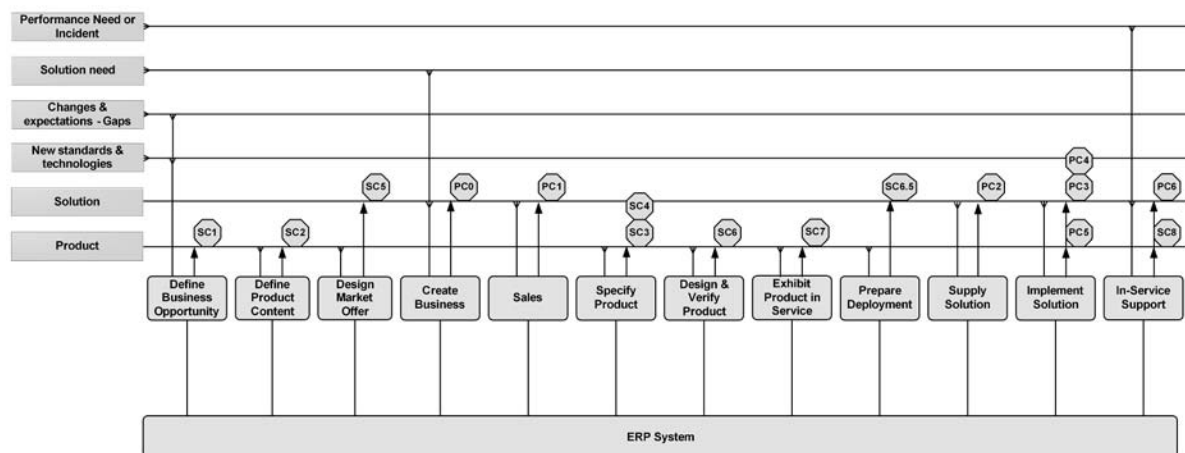 Performance Need or
Incident
Solution need
Changes &
expectations - Gaps
New standards &
technologies
PC4
SC5
PC0
PC1
SC6.5
PC2
PC3
PC6
Solution
SC4
SC1
SC2
SC3
SC6
SC7
PC5
SC8
Product
Define
Business
Opportunity
Define
Product
Content
Design
Market
Offer
Create
Business
Sales
Specify
Product
Design &
Verify
Product
Exhibit
Product in
Service
Prepare
Deployment
Supply
Solution
Implement
Solution
In-Service
Support
ERP System